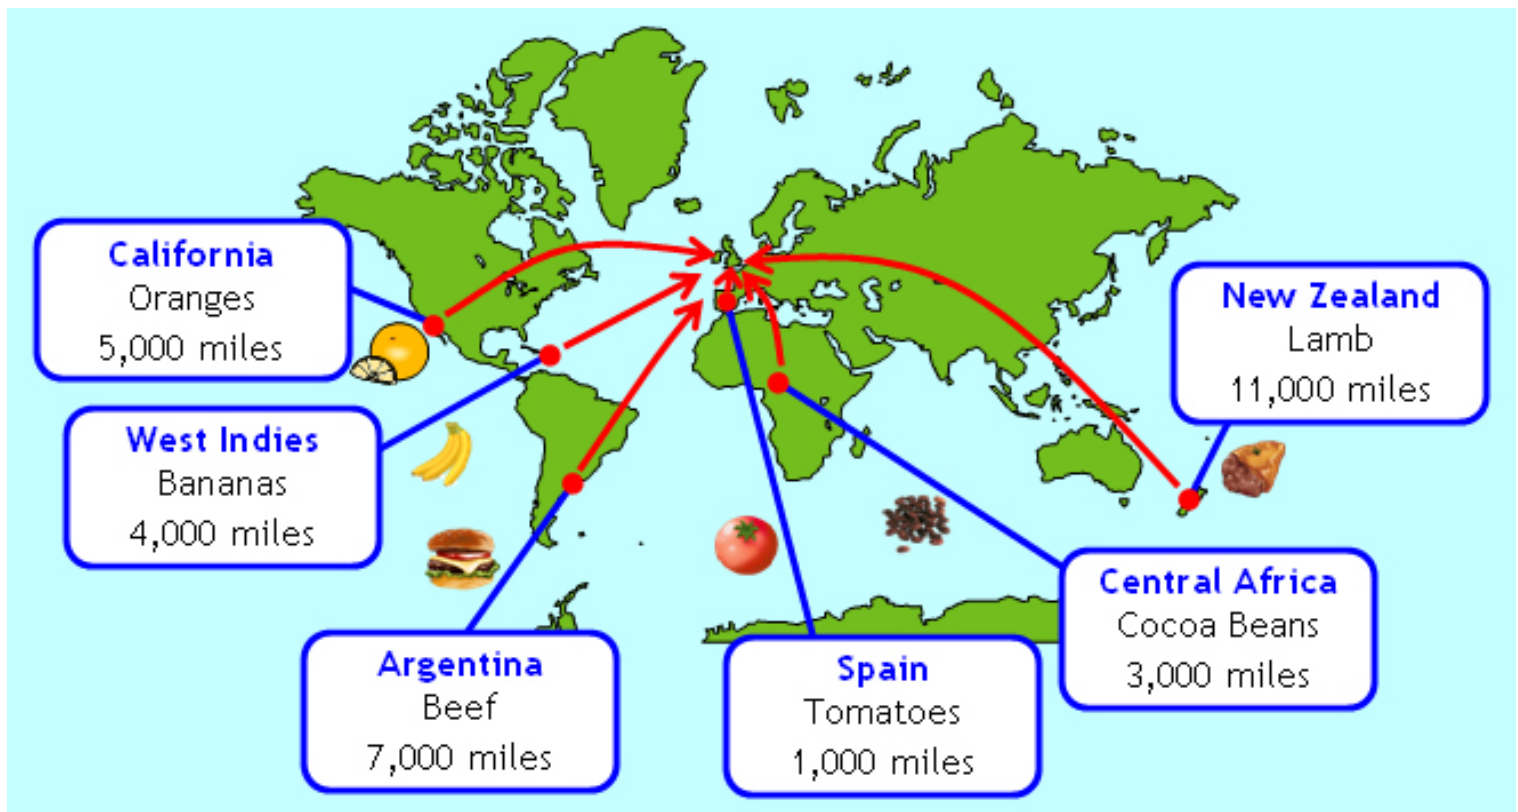 California
Oranges
5,000 miles
West Indies
Bananas
4,000 miles
Argentina
Beef
7,000 miles
Spain
Tomatoes
1,000 miles
Central Africa
Cocoa Beans
3,000 miles
New Zealand
Lamb
11,000 miles